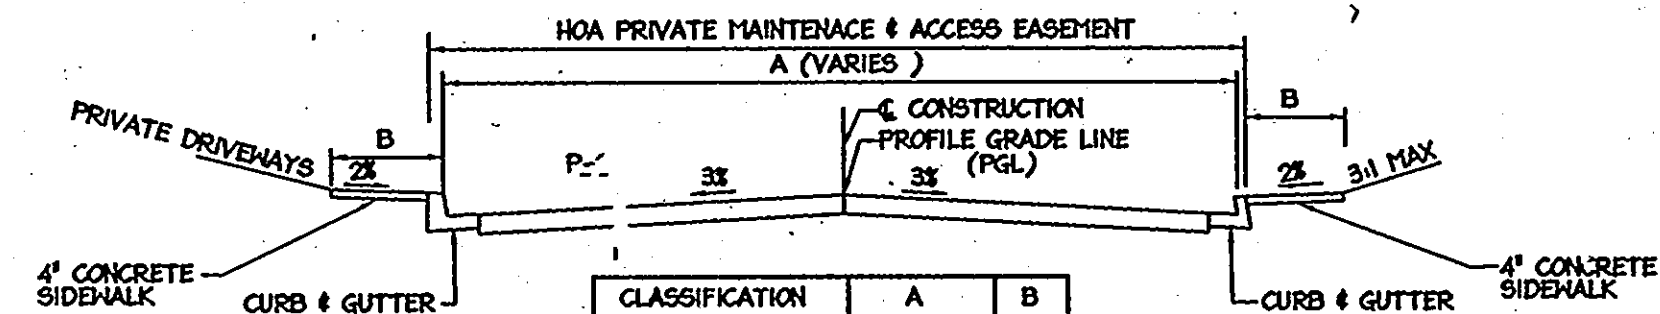 HOA PRIVATE MAINTENACE & ACCESS EASEMENT
A (VARIES )
℄ CONSTRUCTION
PROFILE GRADE LINE
(PGL)
PRIVATE DRIVEWAYS
B
B
2%
3%
3%
2%
3:1 MAX
4" CONCRETE
SIDEWALK
CURB & GUTTER
CLASSIFICATION A B
CURB & GUTTER
4" CONCRETE
SIDEWALK